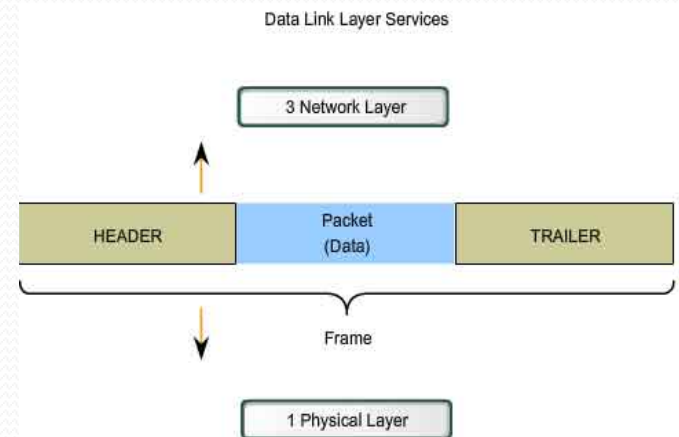 Data Link Layer Services
3 Network Layer
HEADER
Packet
(Data)
TRAILER
Frame
1 Physical Layer